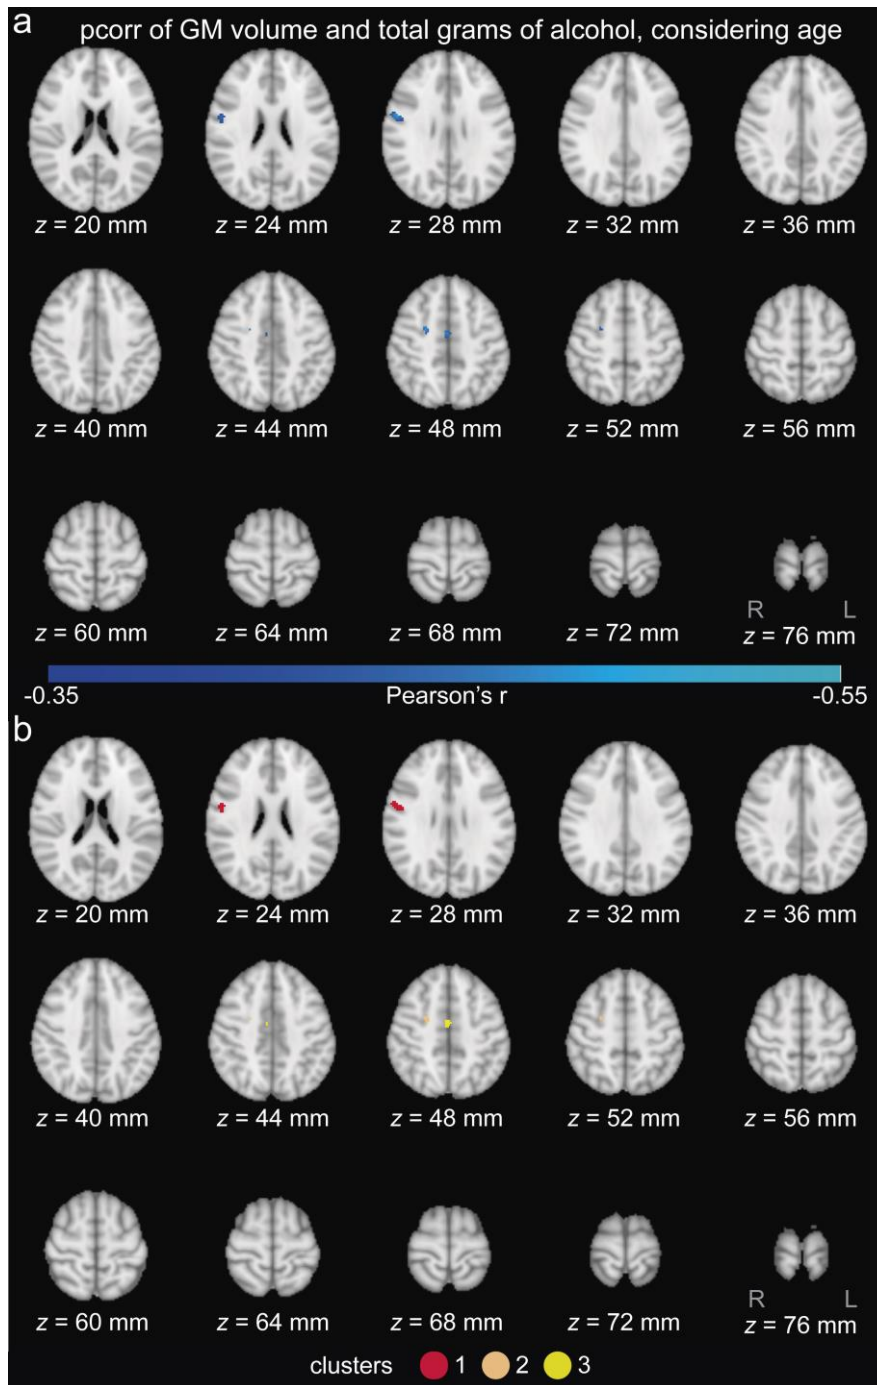 a
pcorr of GM volume and total grams of alcohol, considering age
z = 20 mm z = 24 mm z = 28 mm z = 32 mm z = 36 mm
z = 40 mm z = 44 mm z = 48 mm z = 52 mm z = 56 mm
R L
z = 60 mm z = 64 mm z = 68 mm z = 72 mm z = 76 mm
-0.35 Pearson's r -0.55
b
z = 20 mm z = 24 mm z = 28 mm z = 32 mm z = 36 mm
z = 40 mm z = 44 mm z = 48 mm z = 52 mm z = 56 mm
R L
z = 60 mm z = 64 mm z = 68 mm z = 72 mm z = 76 mm
clusters 1 2 3